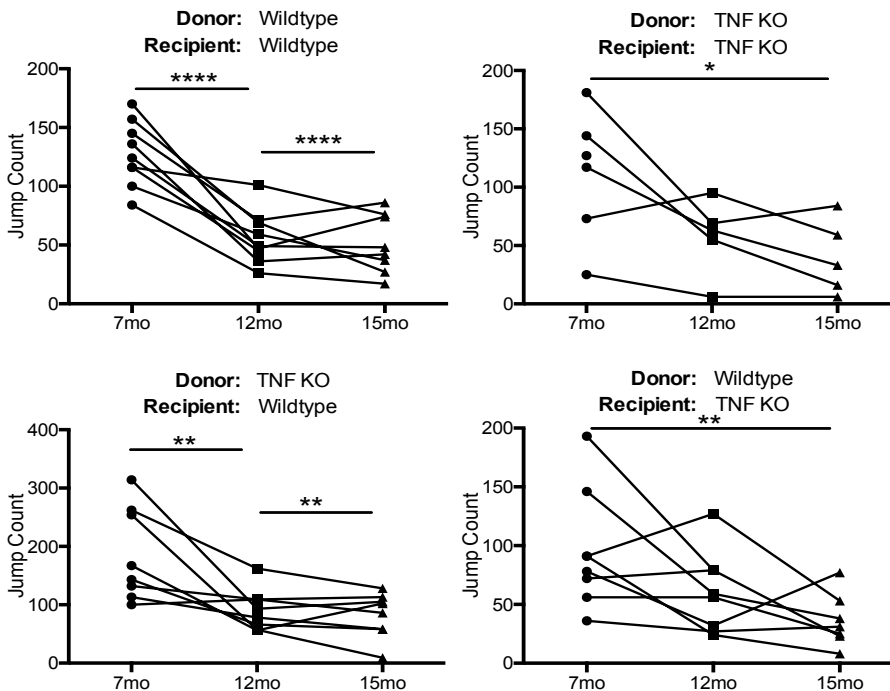 Donor: Wildtype
Recipient: Wildtype
200
150
100
50
0
Jump Count
****
****
7mo 12mo 15mo
Donor: TNF KO
Recipient: TNF KO
200
150
100
50
0
Jump Count
*
7mo 12mo 15mo
Donor: TNF KO
Recipient: Wildtype
400
300
200
100
0
Jump Count
**
**
7mo 12mo 15mo
Donor: Wildtype
Recipient: TNF KO
200
150
100
50
0
Jump Count
**
7mo 12mo 15mo